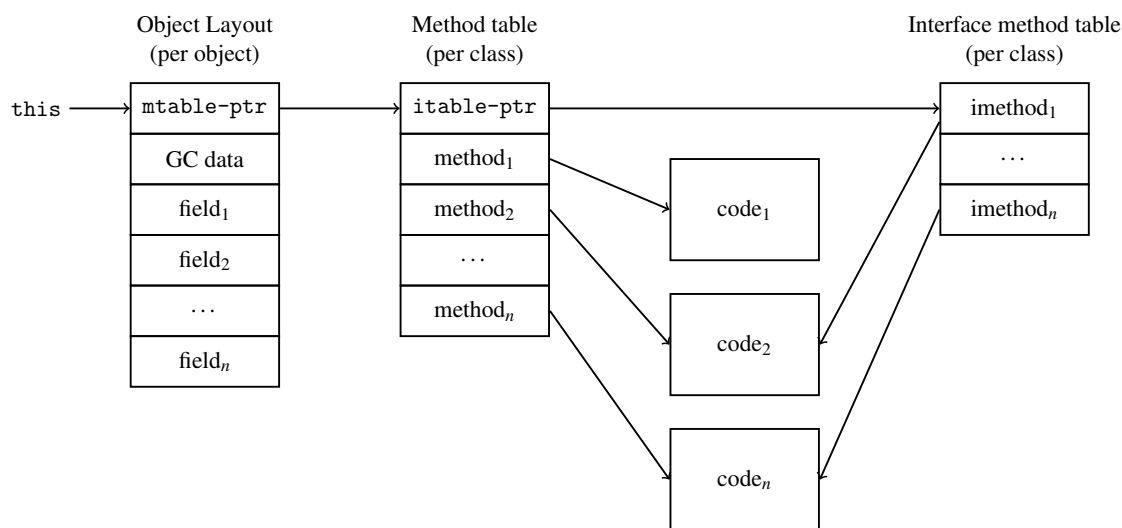 Object Layout
(per object)
Method table
(per class)
Interface method table
(per class)
this
mtable-ptr
itable-ptr
imethod₁
GC data
method₁
⋯
field₁
method₂
code₁
imethodₙ
field₂
⋯
⋯
methodₙ
code₂
fieldₙ
codeₙ